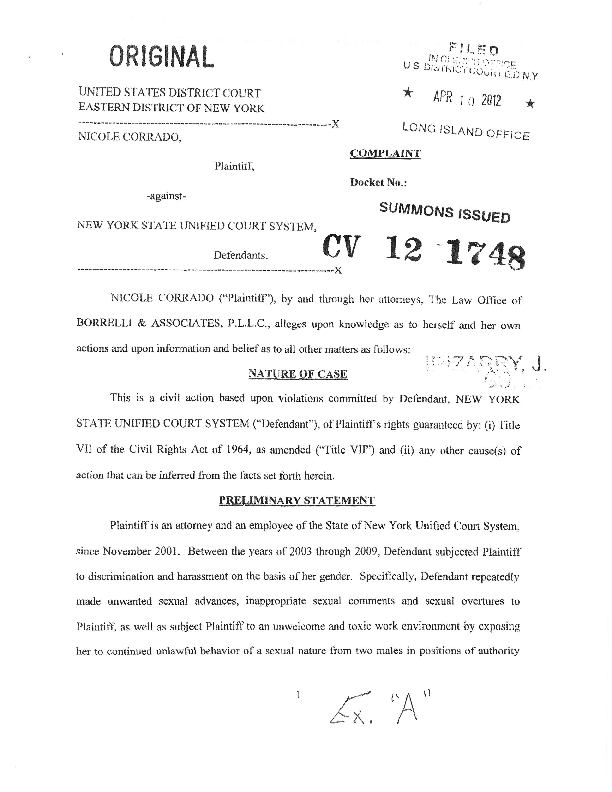 ORIGINAL
FILED
IN CLERK'S OFFICE
U S DISTRICT COURT E.D.N.Y
★ APR 10 2012 ★
LONG ISLAND OFFICE
UNITED STATES DISTRICT COURT
EASTERN DISTRICT OF NEW YORK
-----------------------------------------------------------------X
NICOLE CORRADO,
Plaintiff,
-against-
NEW YORK STATE UNIFIED COURT SYSTEM,
Defendants.
-----------------------------------------------------------------X
COMPLAINT
Docket No.:
SUMMONS ISSUED
CV 12 1748
NICOLE CORRADO ("Plaintiff"), by and through her attorneys, The Law Office of
BORRELLI & ASSOCIATES, P.L.L.C., alleges upon knowledge as to herself and her own
actions and upon information and belief as to all other matters as follows:
J.
NATURE OF CASE
This is a civil action based upon violations committed by Defendant, NEW YORK
STATE UNIFIED COURT SYSTEM ("Defendant"), of Plaintiff's rights guaranteed by: (i) Title
VII of the Civil Rights Act of 1964, as amended ("Title VII") and (ii) any other cause(s) of
action that can be inferred from the facts set forth herein.
PRELIMINARY STATEMENT
Plaintiff is an attorney and an employee of the State of New York Unified Court System,
since November 2001. Between the years of 2003 through 2009, Defendant subjected Plaintiff
to discrimination and harassment on the basis of her gender. Specifically, Defendant repeatedly
made unwanted sexual advances, inappropriate sexual comments and sexual overtures to
Plaintiff, as well as subject Plaintiff to an unwelcome and toxic work environment by exposing
her to continued unlawful behavior of a sexual nature from two males in positions of authority
1
Ex. "A"